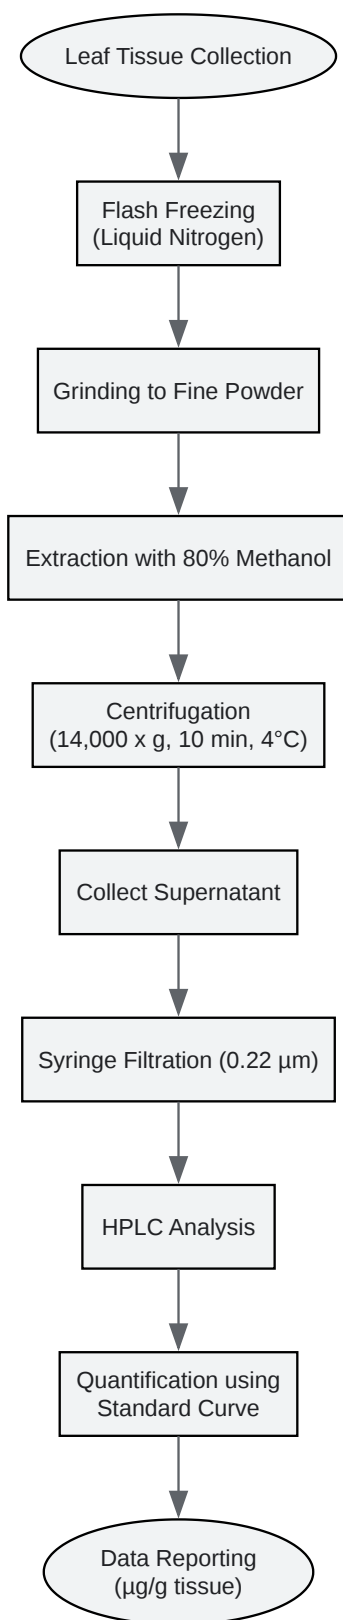 Leaf Tissue Collection
Flash Freezing
(Liquid Nitrogen)
Grinding to Fine Powder
Extraction with 80% Methanol
Centrifugation
(14,000 x g, 10 min, 4°C)
Collect Supernatant
Syringe Filtration (0.22 µm)
HPLC Analysis
Quantification using
Standard Curve
Data Reporting
(µg/g tissue)